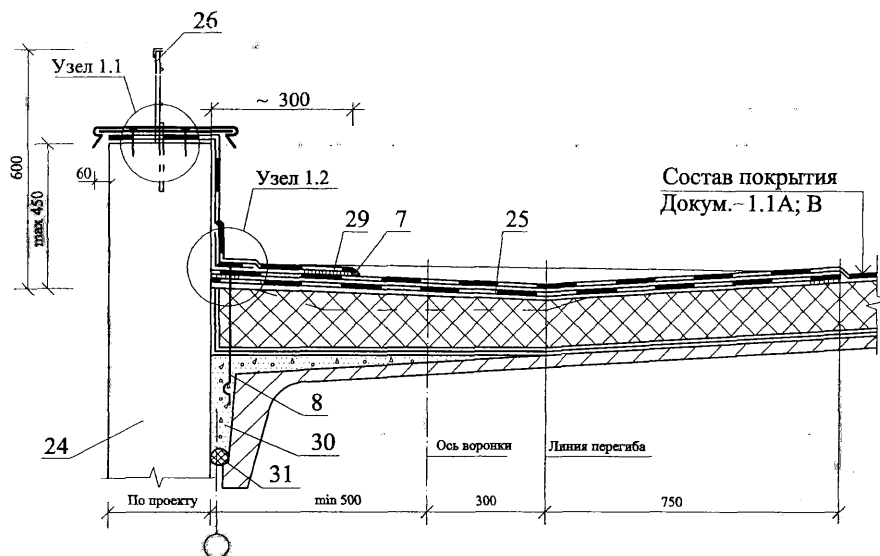 26
Узел 1.1
~ 300
600
60
max 450
Узел 1.2
Состав покрытия
Докум.-1.1А; В
29
7
25
24
8
30
31
Ось воронки
Линия перегиба
По проекту
min 500
300
750